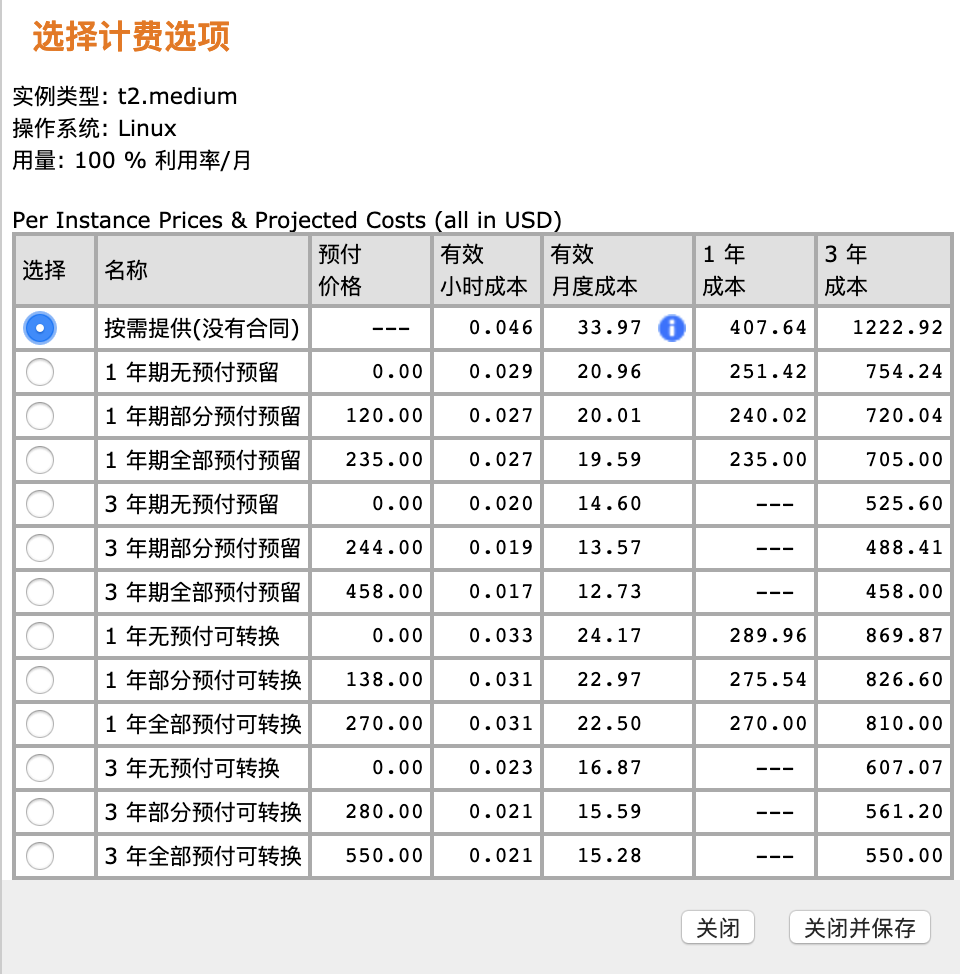 选择计费选项
实例类型: t2.medium
操作系统: Linux
用量: 100 % 利用率/月
Per Instance Prices & Projected Costs (all in USD)
选择 名称 预付价格 有效小时成本 有效月度成本 1 年成本 3 年成本
按需提供(没有合同) --- 0.046 33.97 i 407.64 1222.92
1 年期无预付预留 0.00 0.029 20.96 251.42 754.24
1 年期部分预付预留 120.00 0.027 20.01 240.02 720.04
1 年期全部预付预留 235.00 0.027 19.59 235.00 705.00
3 年期无预付预留 0.00 0.020 14.60 --- 525.60
3 年期部分预付预留 244.00 0.019 13.57 --- 488.41
3 年期全部预付预留 458.00 0.017 12.73 --- 458.00
1 年无预付可转换 0.00 0.033 24.17 289.96 869.87
1 年部分预付可转换 138.00 0.031 22.97 275.54 826.60
1 年全部预付可转换 270.00 0.031 22.50 270.00 810.00
3 年无预付可转换 0.00 0.023 16.87 --- 607.07
3 年部分预付可转换 280.00 0.021 15.59 --- 561.20
3 年全部预付可转换 550.00 0.021 15.28 --- 550.00
关闭 关闭并保存